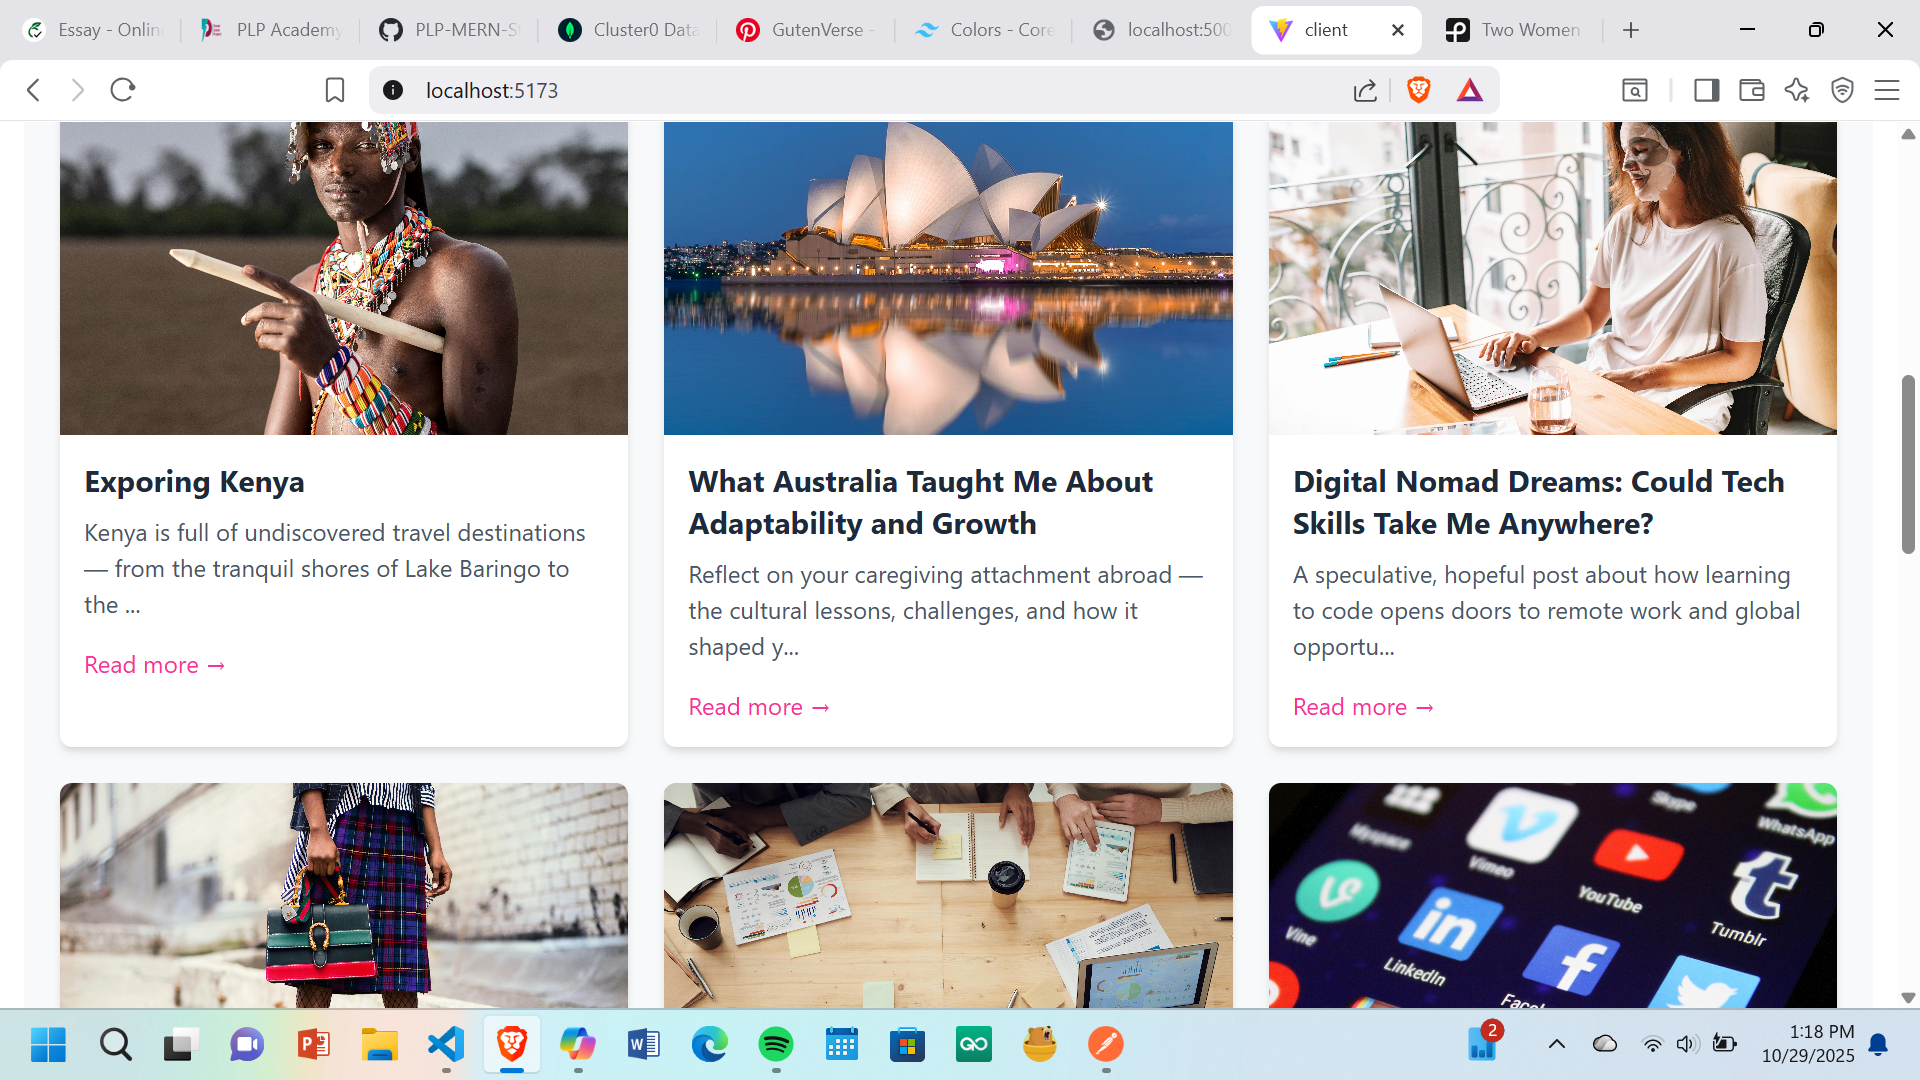 Essay - Onlin
PLP Academy
PLP-MERN-S
Cluster0 Data
GutenVerse -
Colors - Core
localhost:500
client
Two Women
localhost:5173
Exporing Kenya
Kenya is full of undiscovered travel destinations
— from the tranquil shores of Lake Baringo to
the ...
Read more →
What Australia Taught Me About
Adaptability and Growth
Reflect on your caregiving attachment abroad —
the cultural lessons, challenges, and how it
shaped y...
Read more →
Digital Nomad Dreams: Could Tech
Skills Take Me Anywhere?
A speculative, hopeful post about how learning
to code opens doors to remote work and global
opportu...
Read more →
Myspace
Vimeo
Skype
WhatsApp
Vine
LinkedIn
YouTube
Tumblr
2
1:18 PM
10/29/2025